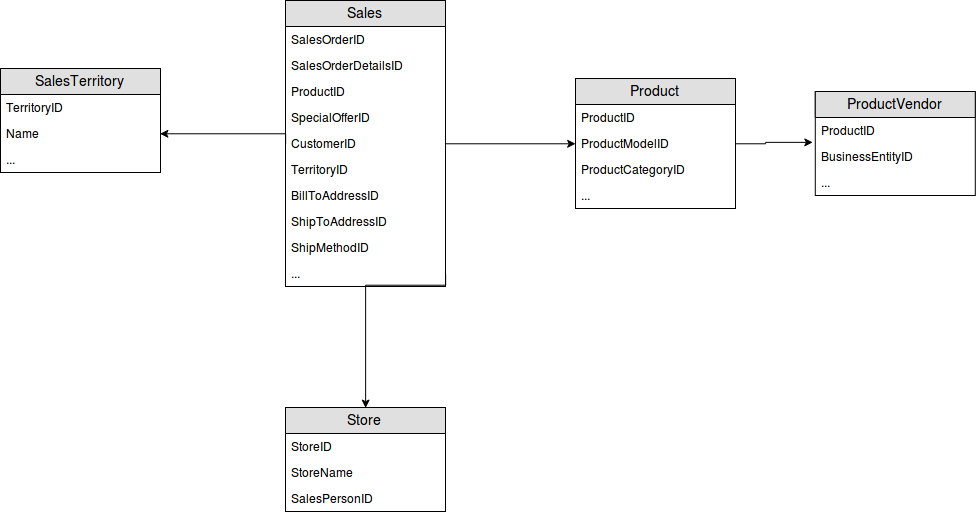 Sales
SalesOrderID
SalesOrderDetailsID
ProductID
SpecialOfferID
CustomerID
TerritoryID
BillToAddressID
ShipToAddressID
ShipMethodID
...
SalesTerritory
TerritoryID
Name
...
Product
ProductID
ProductModelID
ProductCategoryID
...
ProductVendor
ProductID
BusinessEntityID
...
Store
StoreID
StoreName
SalesPersonID